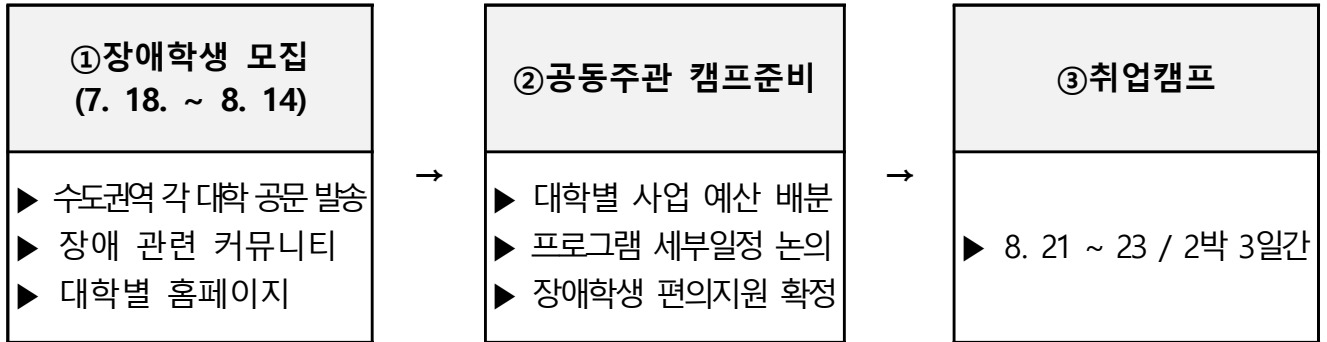 ①장애학생 모집
(7. 18. ~ 8. 14)
▶ 수도권역 각 대학 공문 발송
▶ 장애 관련 커뮤니티
▶ 대학별 홈페이지
→
②공동주관 캠프준비
▶ 대학별 사업 예산 배분
▶ 프로그램 세부일정 논의
▶ 장애학생 편의지원 확정
→
③취업캠프
▶ 8. 21 ~ 23 / 2박 3일간